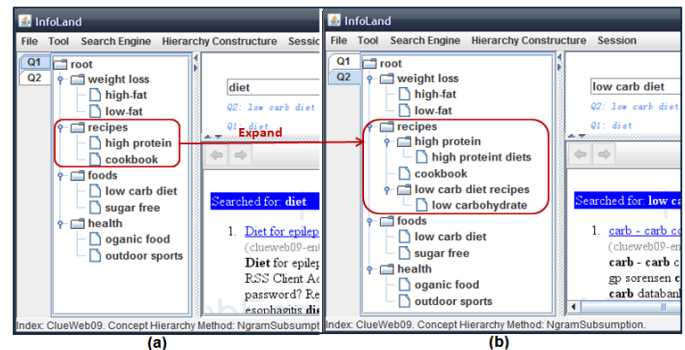 InfoLand
File Tool Search Engine Hierarchy Constructure Sessio
Q1
Q2
root
weight loss
high-fat
low-fat
recipes
high protein
cookbook
foods
low carb diet
sugar free
health
oganic food
outdoor sports
diet
Q2: low carb diet
Q1: diet
Searched for: diet
1. Diet for epilep
(clueweb09-en
Diet for epilep
RSS Client Ac
password? Re
esophagitis die
Index: ClueWeb09. Concept Hierarchy Method: NgramSubsumpt
(a)
Expand
InfoLand
File Tool Search Engine Hierarchy Constructure Session
Q1
Q2
root
weight loss
high-fat
low-fat
recipes
high protein
high proteint diets
cookbook
low carb diet recipes
low carbohydrate
foods
low carb diet
sugar free
health
oganic food
outdoor sports
low carb diet
Q2: low carb diet
Q1: diet
Searched for: low ca
1. carb - carb co
(clueweb09-en
carb - carb c
gp sorensen c
carb databank
Index: ClueWeb09. Concept Hierarchy Method: NgramSubsumption.
(b)